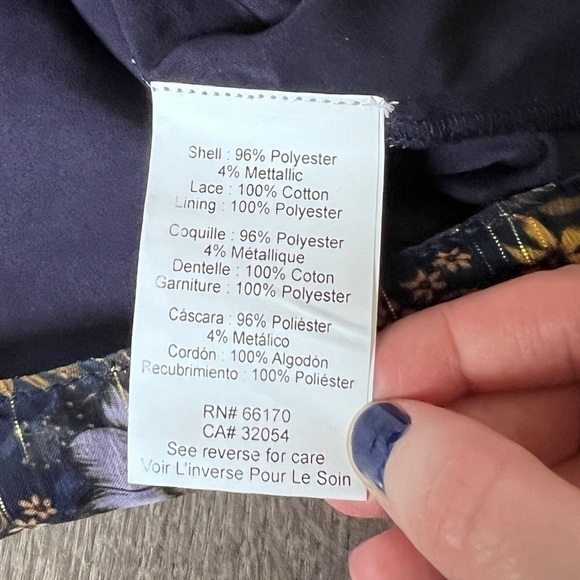 Shell : 96% Polyester
4% Mettallic
Lace : 100% Cotton
Lining : 100% Polyester
Coquille : 96% Polyester
4% Métallique
Dentelle : 100% Coton
Garniture : 100% Polyester
Cáscara : 96% Poliéster
4% Metálico
Cordón : 100% Algodón
Recubrimiento : 100% Poliéster
RN# 66170
CA# 32054
See reverse for care
Voir L'inverse Pour Le Soin